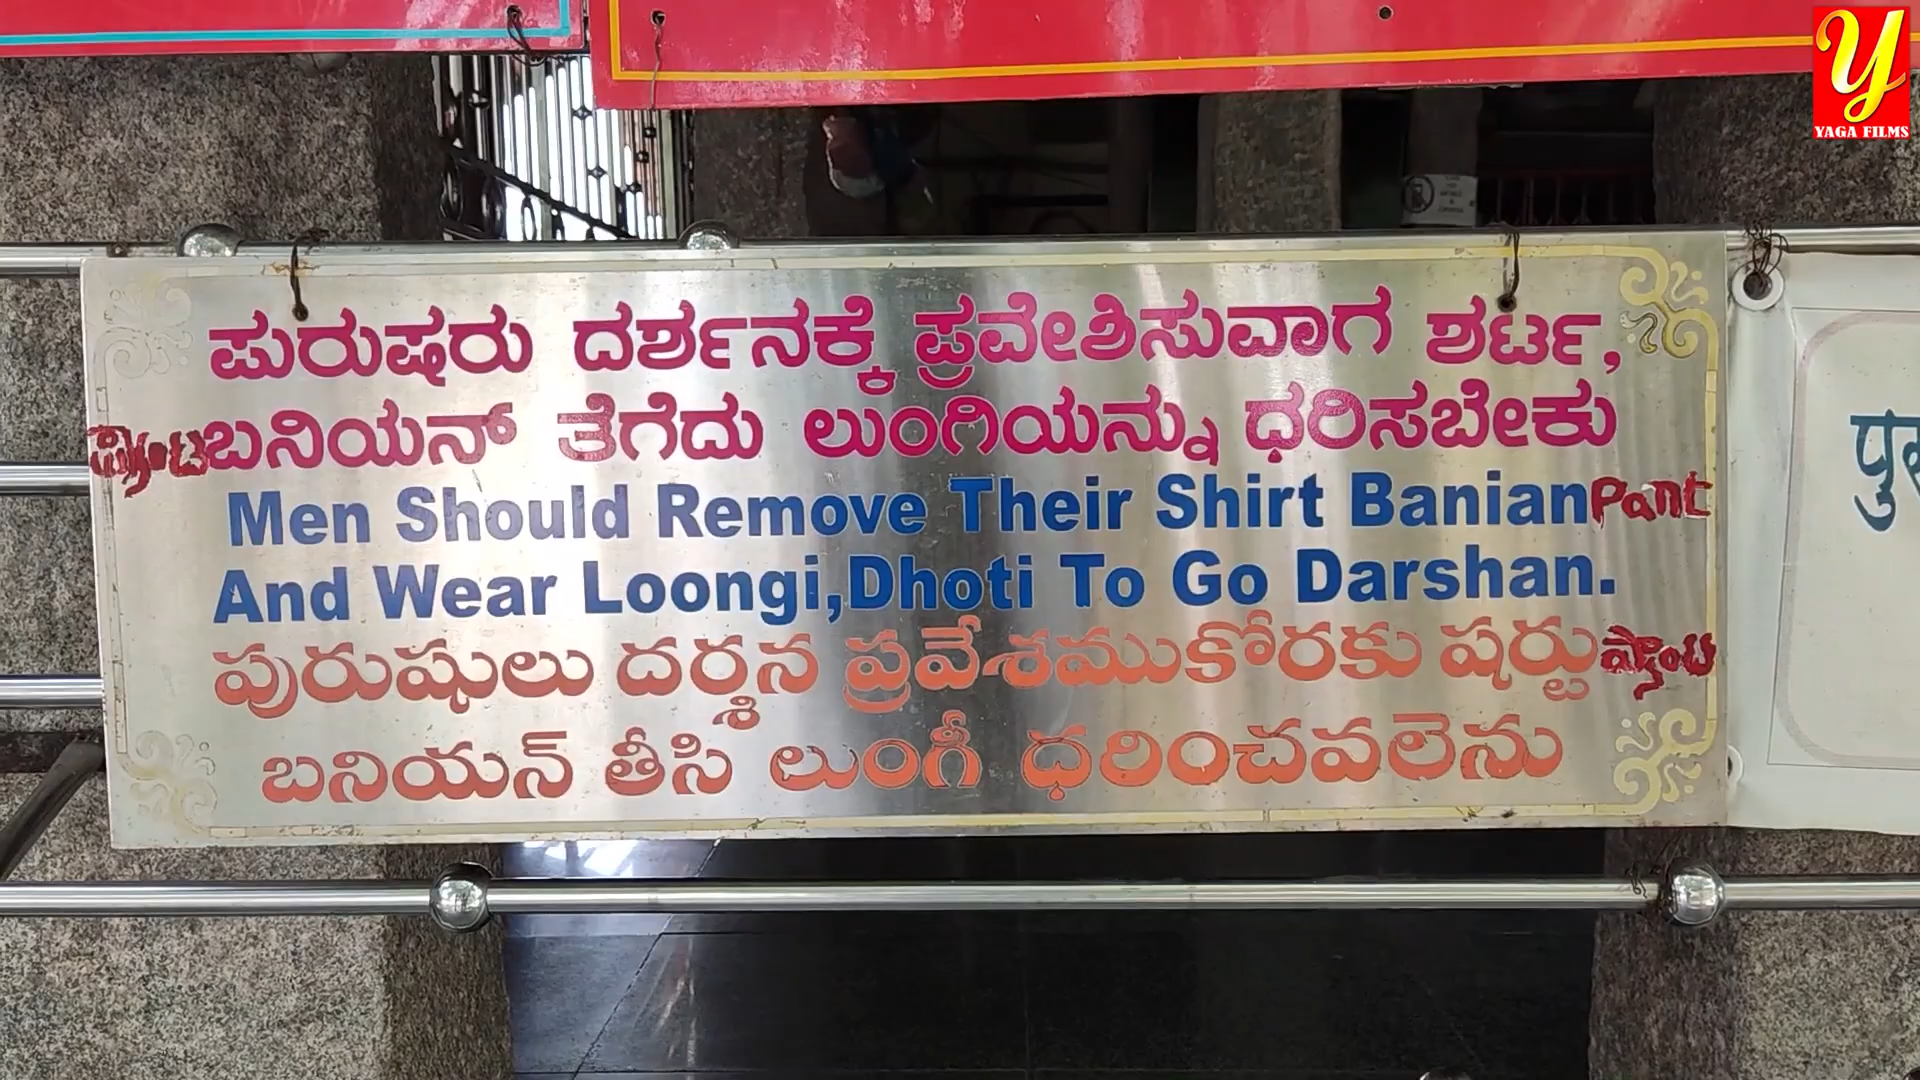 Y
YAGA FILMS
ಪುರುಷರು ದರ್ಶನಕ್ಕೆ ಪ್ರವೇಶಿಸುವಾಗ ಶರ್ಟ,
ಪ್ಯಾಂಟ ಬನಿಯನ್ ತೆಗೆದು ಲುಂಗಿಯನ್ನು ಧರಿಸಬೇಕು
Men Should Remove Their Shirt Banian Pant
And Wear Loongi,Dhoti To Go Darshan.
పురుషులు దర్శన ప్రవేశముకోరకు షర్టు ప్యాంట
బనియన్ తీసి లుంగీ ధరించవలెను